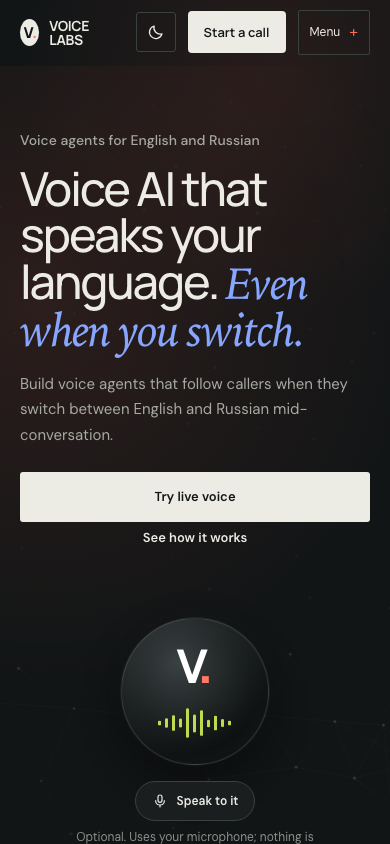 V.
VOICE
LABS
Start a call
Menu +
Voice agents for English and Russian
Voice AI that
speaks your
language. Even
when you switch.
Build voice agents that follow callers when they
switch between English and Russian mid-
conversation.
Try live voice
See how it works
V.
Speak to it
Optional. Uses your microphone; nothing is